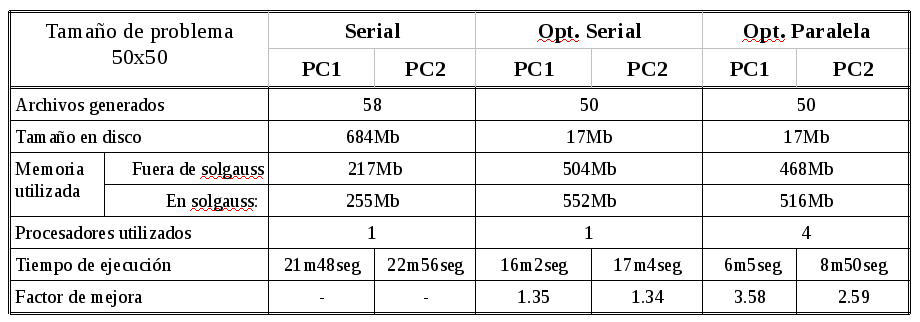 Tamaño de problema 50x50 Serial Opt. Serial Opt. Paralela
PC1 PC2 PC1 PC2 PC1 PC2
Archivos generados 58 50 50
Tamaño en disco 684Mb 17Mb 17Mb
Memoria utilizada Fuera de solgauss 217Mb 504Mb 468Mb
En solgauss: 255Mb 552Mb 516Mb
Procesadores utilizados 1 1 4
Tiempo de ejecución 21m48seg 22m56seg 16m2seg 17m4seg 6m5seg 8m50seg
Factor de mejora - - 1.35 1.34 3.58 2.59